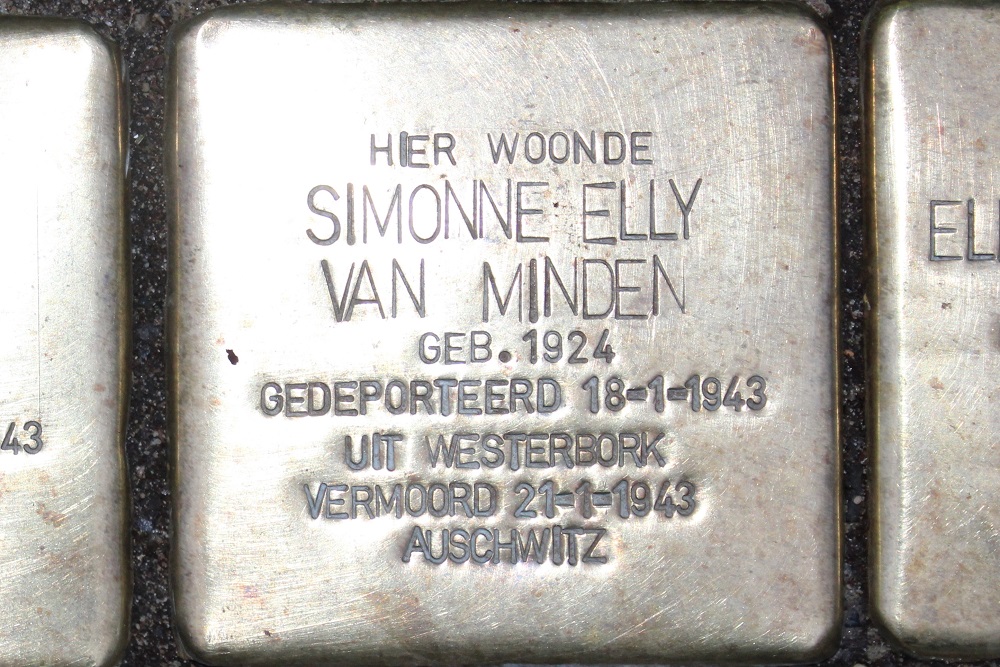 HIER WOONDE
SIMONNE ELLY
VAN MINDEN
GEB. 1924
GEDEPORTEERD 18-1-1943
UIT WESTERBORK
VERMOORD 21-1-1943
AUSCHWITZ
43